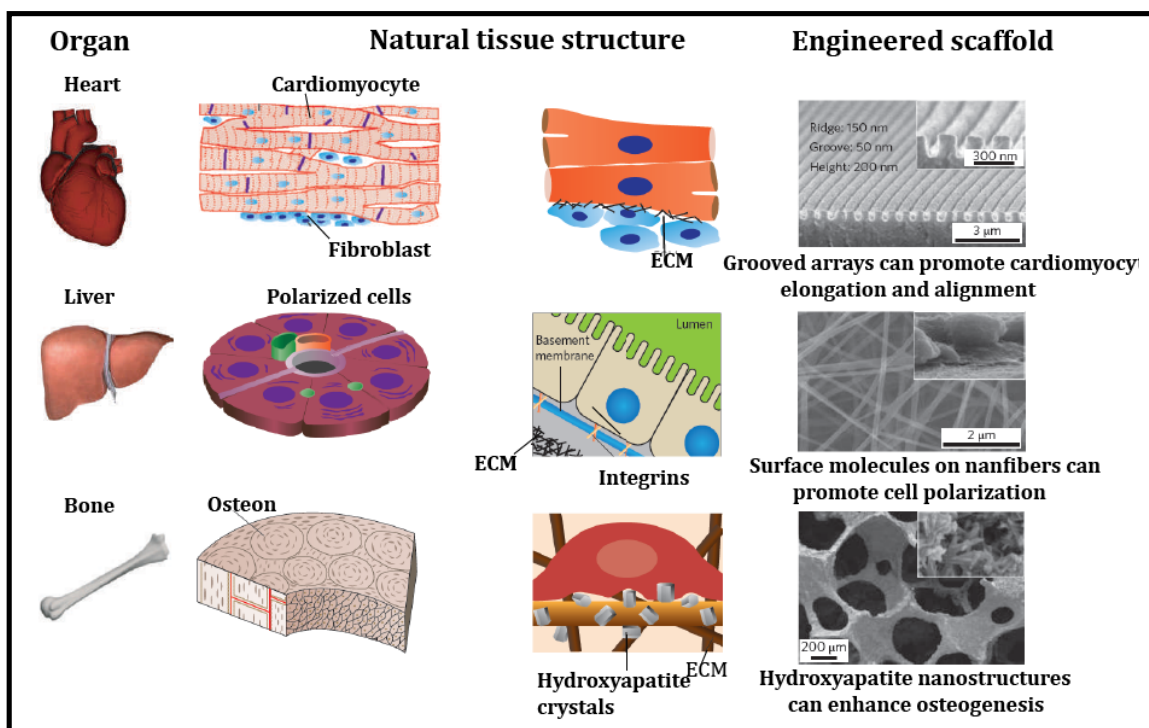 Organ
Natural tissue structure
Engineered scaffold
Heart
Cardiomyocyte
Fibroblast
ECM
Ridge: 150 nm
Groove: 50 nm
Height: 200 nm
300 nm
3 µm
Grooved arrays can promote cardiomyocyt
elongation and alignment
Liver
Polarized cells
Lumen
Basement
membrane
ECM
Integrins
2 µm
Surface molecules on nanfibers can
promote cell polarization
Bone
Osteon
ECM
Hydroxyapatite
crystals
200 µm
Hydroxyapatite nanostructures
can enhance osteogenesis